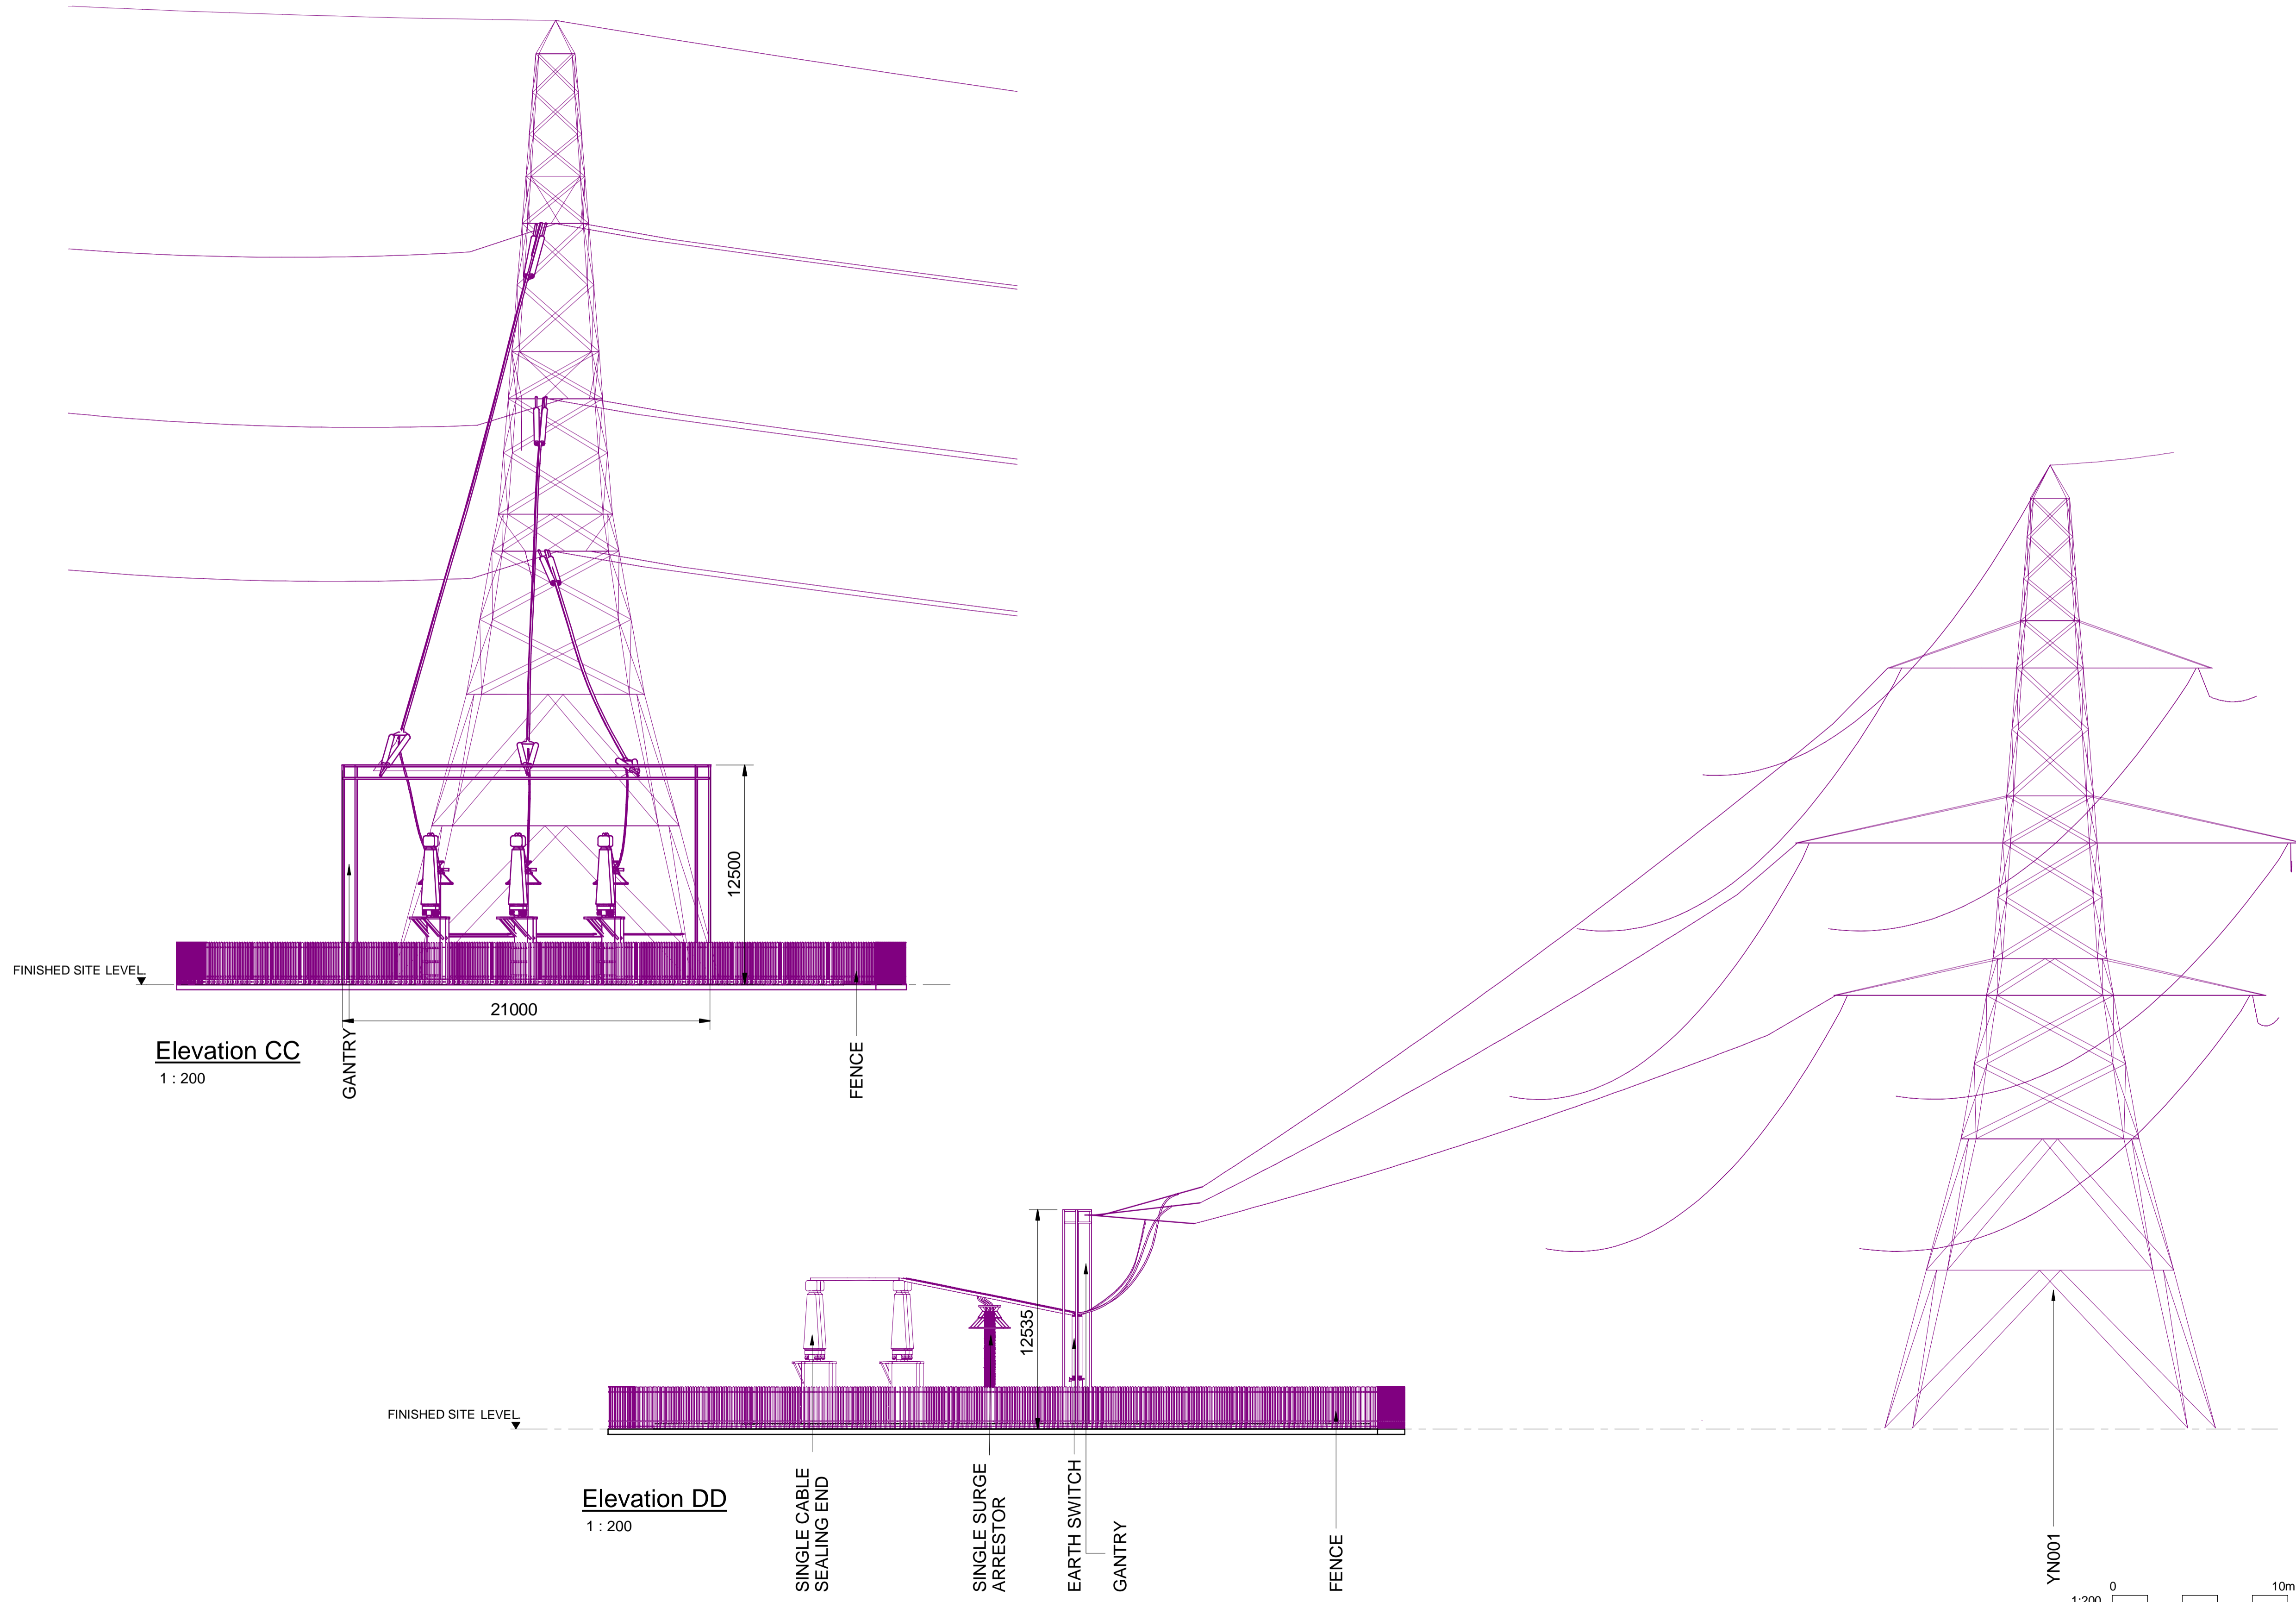 12500
FINISHED SITE LEVEL
21000
Elevation CC
1 : 200
GANTRY
FENCE
12535
FINISHED SITE LEVEL
Elevation DD
1 : 200
SINGLE CABLE
SEALING END
SINGLE SURGE
ARRESTOR
EARTH SWITCH
GANTRY
FENCE
YN001
0
10m
1:200